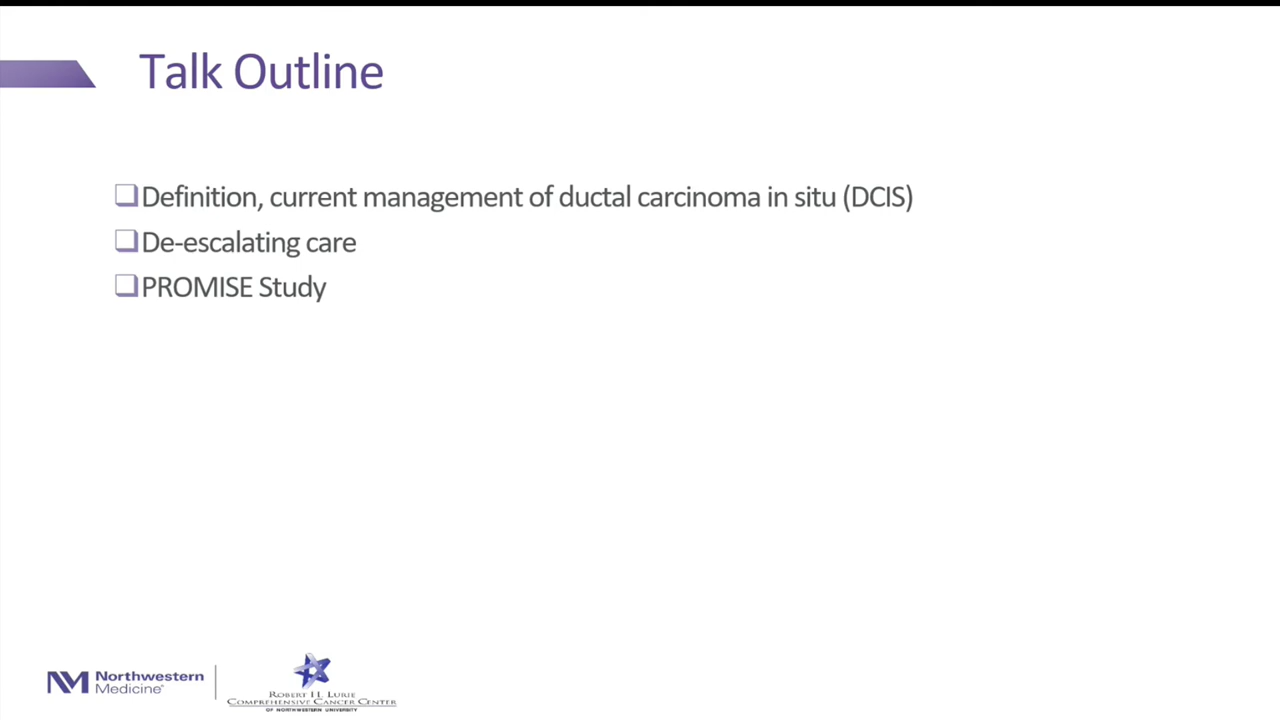 Talk Outline
Definition, current management of ductal carcinoma in situ (DCIS)
De-escalating care
PROMISE Study
Northwestern
Medicine®
ROBERT H. LURIE
COMPREHENSIVE CANCER CENTER
OF NORTHWESTERN UNIVERSITY